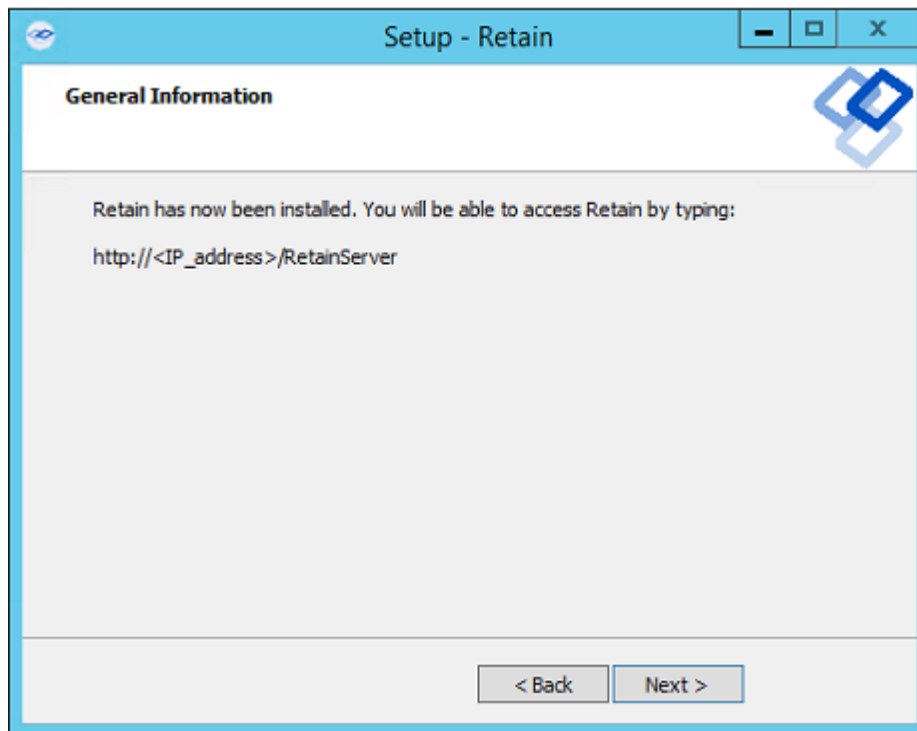 Setup - Retain
General Information
Retain has now been installed. You will be able to access Retain by typing:
http://<IP_address>/RetainServer
< Back
Next >